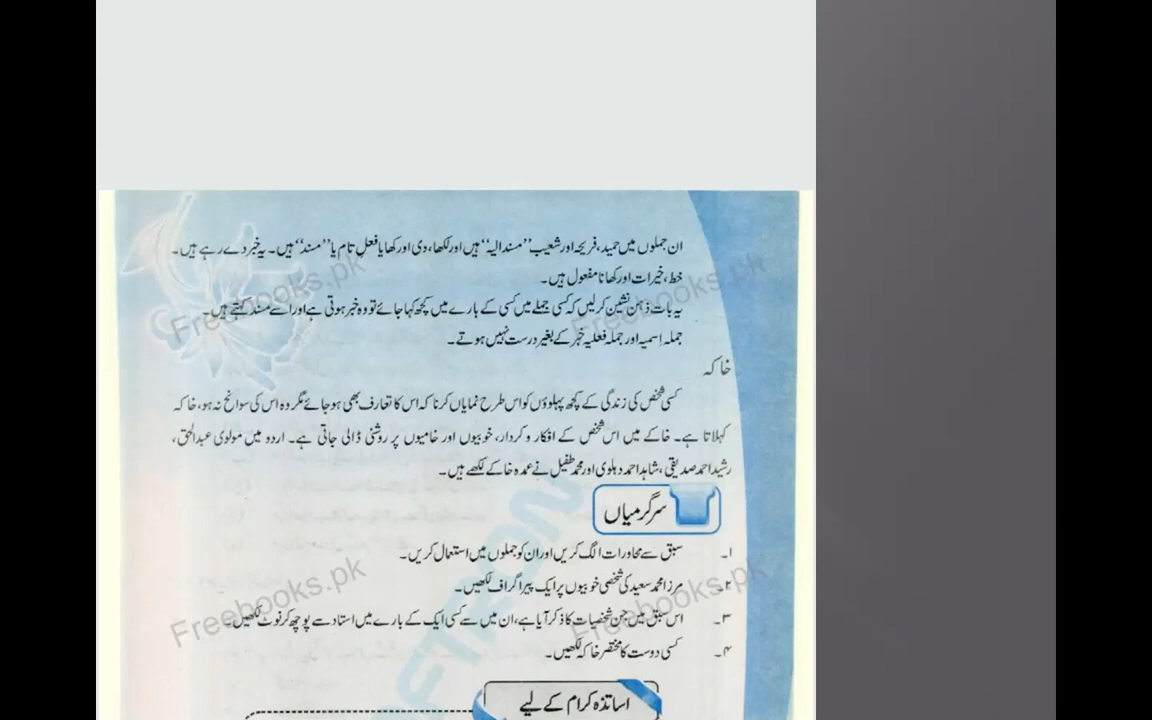 ان جملوں میں حمید، فریحہ اور شعیب ”مسند الیہ“ ہیں اور لکھا، دی اور کھایا فعلِ تام یا ”مسند“ ہیں۔ یہ خبر دے رہے ہیں۔
خط، خیرات اور کھانا مفعول ہیں۔
یہ بات ذہن نشین کر لیں کہ کسی جملے میں کسی کے بارے میں کچھ کہا جائے تو وہ خبر ہوتی ہے اور اسے مسند کہتے ہیں۔
جملہ اِسمیہ اور جملہ فعلیہ خبر کے بغیر درست نہیں ہوتے۔
خاکہ
کسی شخص کی زندگی کے کچھ پہلوؤں کو اس طرح نمایاں کرنا کہ اس کا تعارف بھی ہو جائے مگر وہ اس کی سوانح نہ ہو، خاکہ
کہلاتا ہے۔ خاکے میں اس شخص کے افکار و کردار، خوبیوں اور خامیوں پر روشنی ڈالی جاتی ہے۔ اردو میں مولوی عبدالحق،
رشید احمد صدیقی، شاہد احمد دہلوی اور محمد طفیل نے عمدہ خاکے لکھے ہیں۔
سرگرمیاں
۱۔ سبق سے محاورات الگ کریں اور ان کو جملوں میں استعمال کریں۔
۲۔ مرزا محمد سعید کی شخصی خوبیوں پر ایک پیراگراف لکھیں۔
۳۔ اس سبق میں جن شخصیات کا ذکر آیا ہے، ان میں سے کسی ایک کے بارے میں استاد سے پوچھ کر نوٹ لکھیں۔
۴۔ کسی دوست کا مختصر خاکہ لکھیں۔
اساتذہ کرام کے لیے
Freebooks.pk
Freebooks.pk
Freebooks.pk
Freebooks.pk